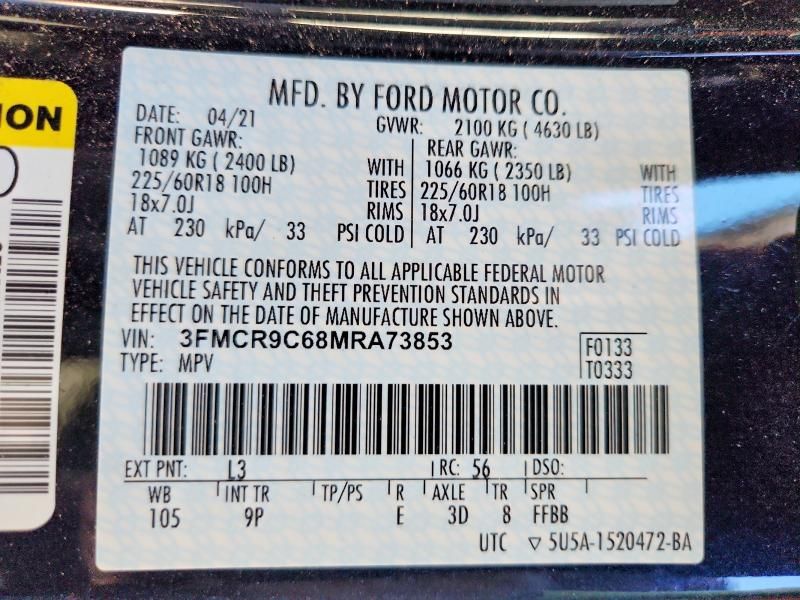 MFD. BY FORD MOTOR CO.
DATE: 04/21 GVWR: 2100 KG ( 4630 LB)
FRONT GAWR: REAR GAWR:
1089 KG ( 2400 LB) WITH 1066 KG ( 2350 LB) WITH
225/60R18 100H TIRES 225/60R18 100H TIRES
18x7.0J RIMS 18x7.0J RIMS
AT 230 kPa/ 33 PSI COLD AT 230 kPa/ 33 PSI COLD
THIS VEHICLE CONFORMS TO ALL APPLICABLE FEDERAL MOTOR
VEHICLE SAFETY AND THEFT PREVENTION STANDARDS IN
EFFECT ON THE DATE OF MANUFACTURE SHOWN ABOVE.
VIN: 3FMCR9C68MRA73853 F0133
TYPE: MPV T0333
EXT PNT: L3 RC: 56 DSO:
WB INT TR TP/PS R AXLE TR SPR
105 9P E 3D 8 FFBB
UTC ▽ 5U5A-1520472-BA